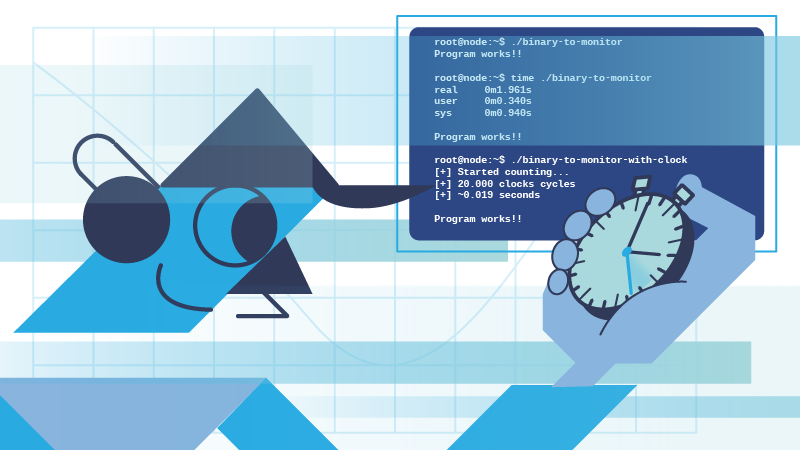 root@node:~$ ./binary-to-monitor
Program works!!
root@node:~$ time ./binary-to-monitor
real 0m1.961s
user 0m0.340s
sys 0m0.940s
Program works!!
root@node:~$ ./binary-to-monitor-with-clock
[+] Started counting...
[+] 20.000 clocks cycles
[+] ~0.019 seconds
Program works!!